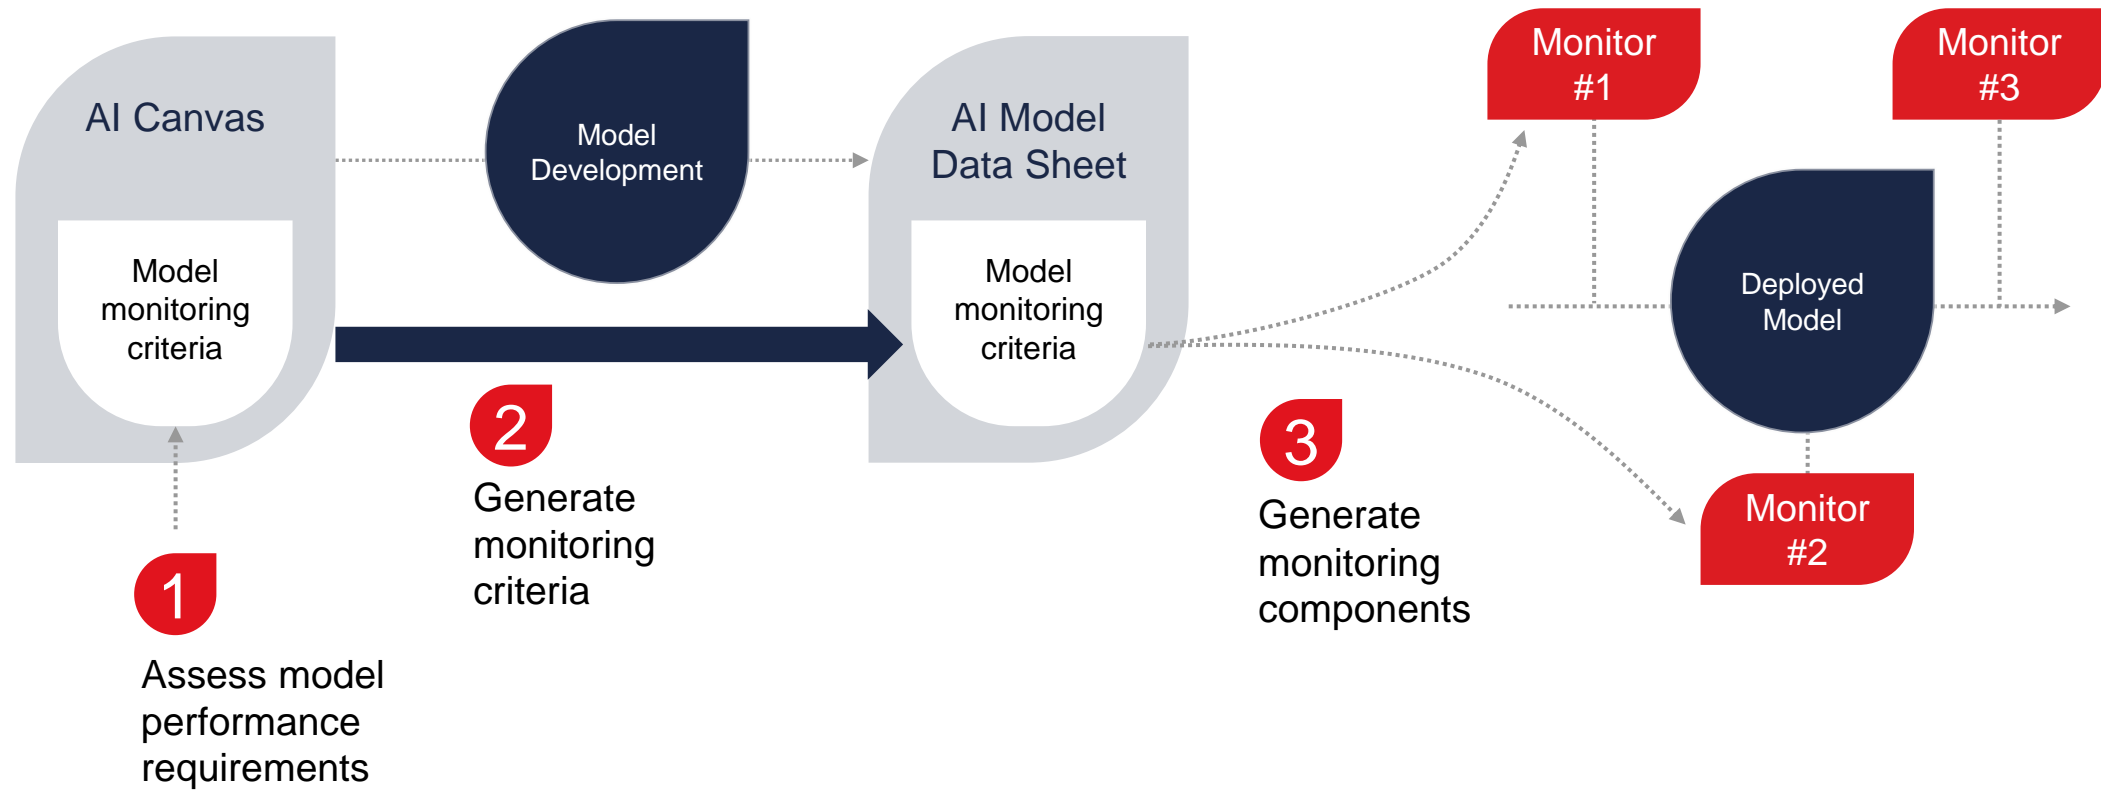 AI Canvas
Model
monitoring
criteria
1
Assess model
performance
requirements
Model
Development
2
Generate
monitoring
criteria
AI Model
Data Sheet
Model
monitoring
criteria
3
Generate
monitoring
components
Monitor
#1
Monitor
#3
Deployed
Model
Monitor
#2